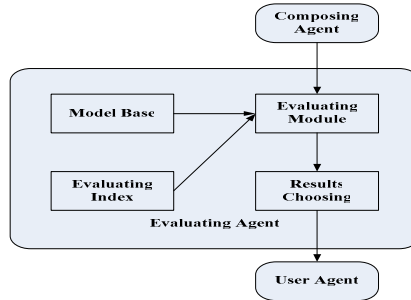 Composing
Agent
Model Base
Evaluating
Module
Evaluating
Index
Results
Choosing
Evaluating Agent
User Agent